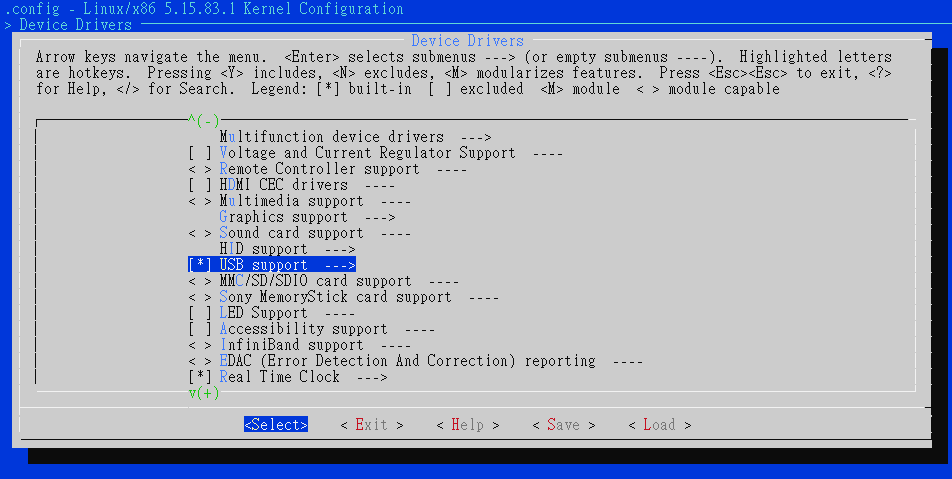 .config - Linux/x86 5.15.83.1 Kernel Configuration
> Device Drivers
Device Drivers
Arrow keys navigate the menu.  <Enter> selects submenus ---> (or empty submenus ----).  Highlighted letters
are hotkeys.  Pressing <Y> includes, <N> excludes, <M> modularizes features.  Press <Esc><Esc> to exit, <?>
for Help, </> for Search.  Legend: [*] built-in  [ ] excluded  <M> module  < > module capable
^(-)
Multifunction device drivers  --->
[ ] Voltage and Current Regulator Support  ----
< > Remote Controller support  ----
[ ] HDMI CEC drivers  ----
< > Multimedia support  ----
Graphics support  --->
< > Sound card support  ----
HID support  --->
[*] USB support  --->
< > MMC/SD/SDIO card support  ----
< > Sony MemoryStick card support  ----
[ ] LED Support  ----
[ ] Accessibility support  ----
< > InfiniBand support  ----
< > EDAC (Error Detection And Correction) reporting  ----
[*] Real Time Clock  --->
v(+)
<Select>    < Exit >    < Help >    < Save >    < Load >